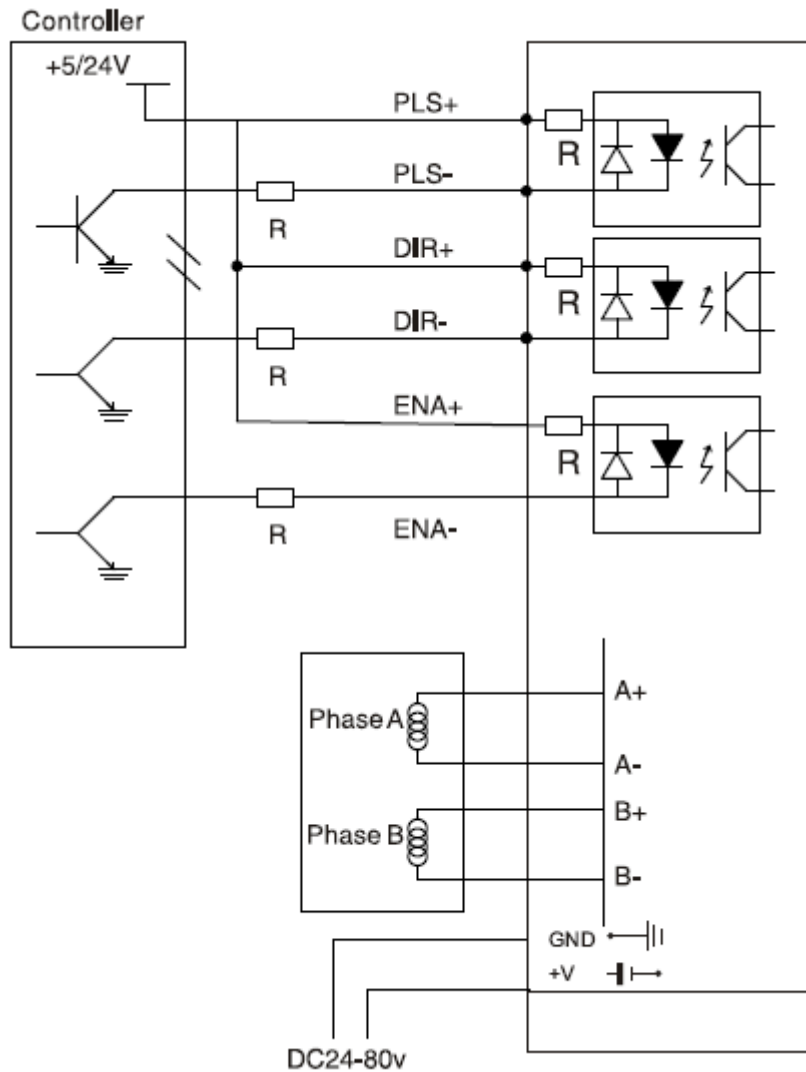 Controller
+5/24V
PLS+
R
PLS-
R
DIR+
R
DIR-
R
ENA+
R
R
ENA-
Phase A
A+
A-
Phase B
B+
B-
GND
+V
DC24-80v